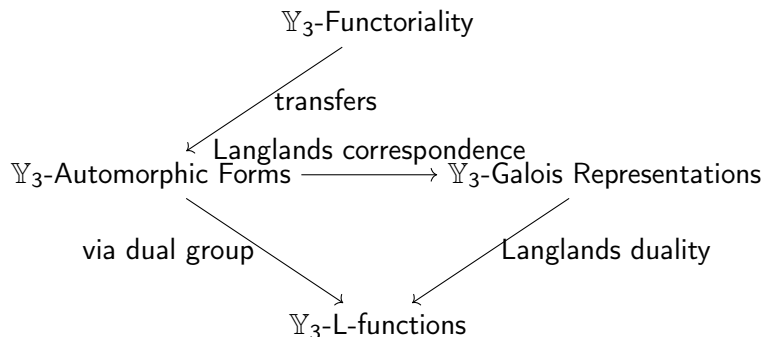 𝕐₃-Functoriality
transfers
Langlands correspondence
𝕐₃-Automorphic Forms
𝕐₃-Galois Representations
via dual group
Langlands duality
𝕐₃-L-functions